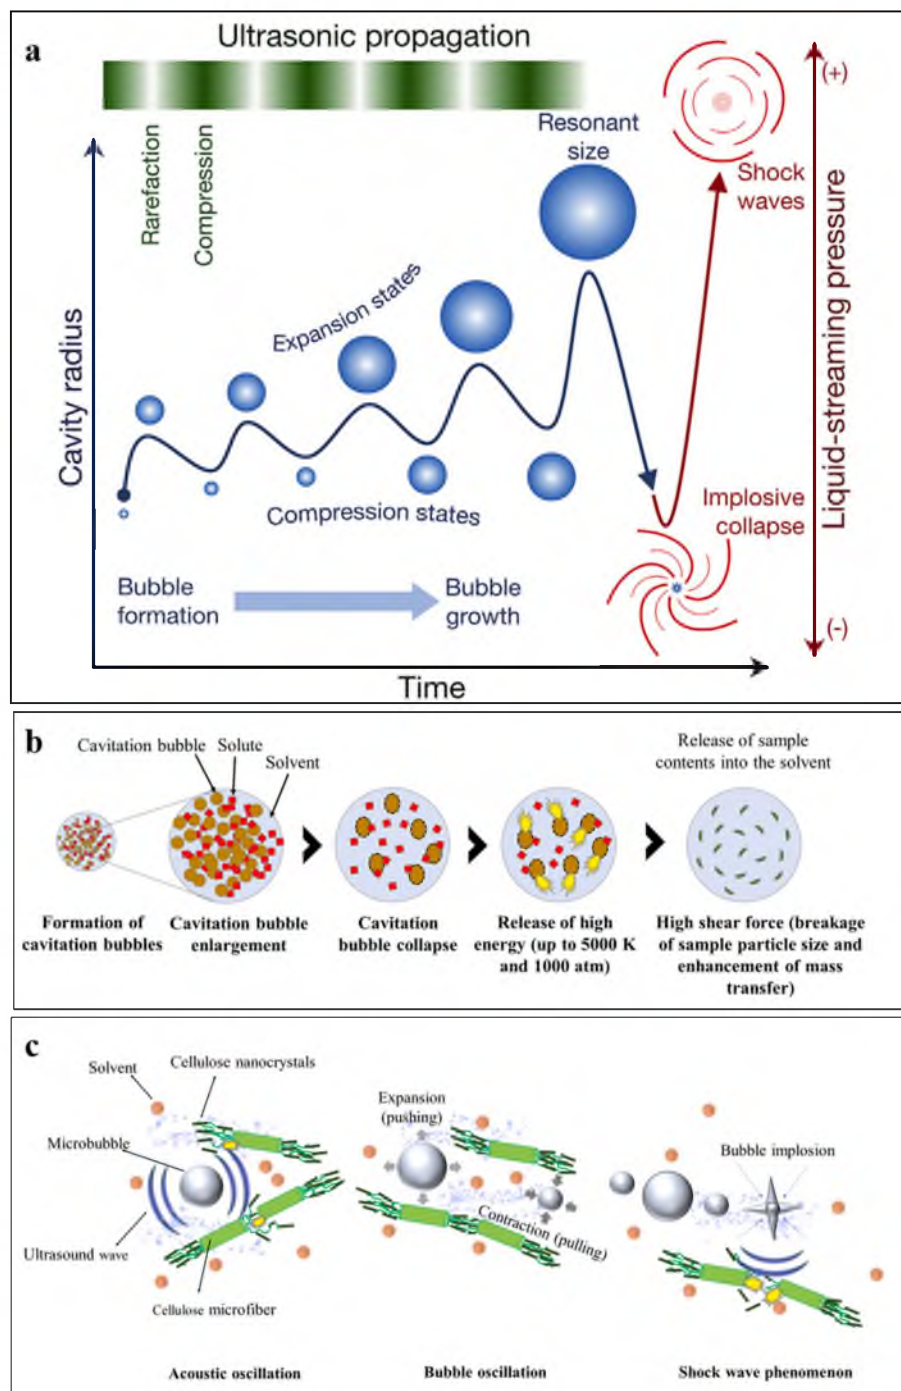 a
Ultrasonic propagation
Rarefaction
Compression
Resonant
size
(+)
Shock
waves
Expansion states
Cavity radius
Liquid-streaming pressure
Compression states
Implosive
collapse
Bubble
formation
Bubble
growth
(-)
Time
b
Cavitation bubble
Solute
Solvent
Release of sample
contents into the solvent
Formation of
cavitation bubbles
Cavitation bubble
enlargement
Cavitation
bubble collapse
Release of high
energy (up to 5000 K
and 1000 atm)
High shear force (breakage
of sample particle size and
enhancement of mass
transfer)
c
Solvent
Cellulose nanocrystals
Microbubble
Ultrasound wave
Cellulose microfiber
Expansion
(pushing)
Contraction (pulling)
Bubble implosion
Acoustic oscillation
Bubble oscillation
Shock wave phenomenon